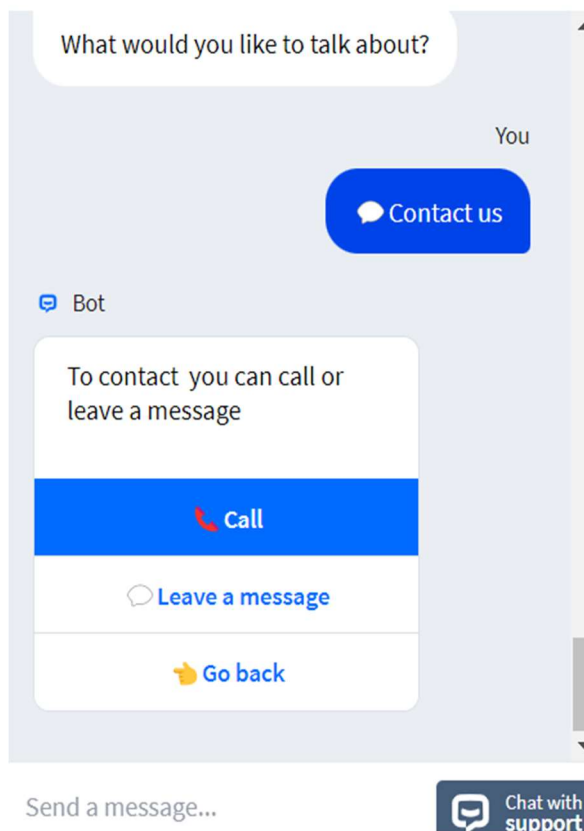 What would you like to talk about?
You
Contact us
Bot
To contact you can call or
leave a message
Call
Leave a message
Go back
Send a message...
Chat with
support